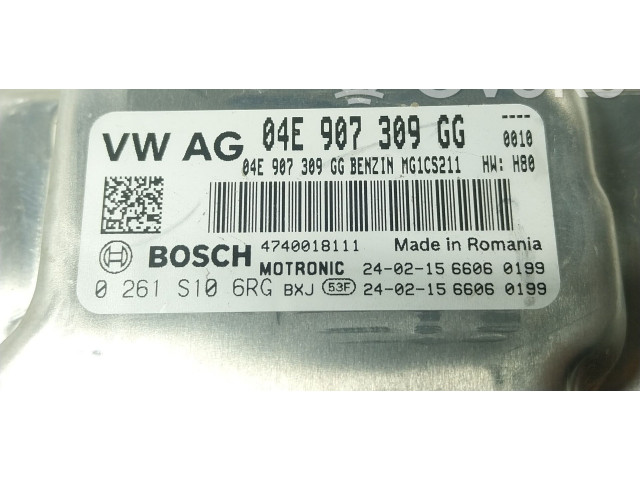 VW AG 04E 907 309 GG ----
0010
04E 907 309 GG BENZIN MG1CS211 HW: H80
BOSCH 4740018111 Made in Romania
MOTRONIC 24-02-15 6606 0199
0 261 S10 6RG BXJ 53F 24-02-15 6606 0199